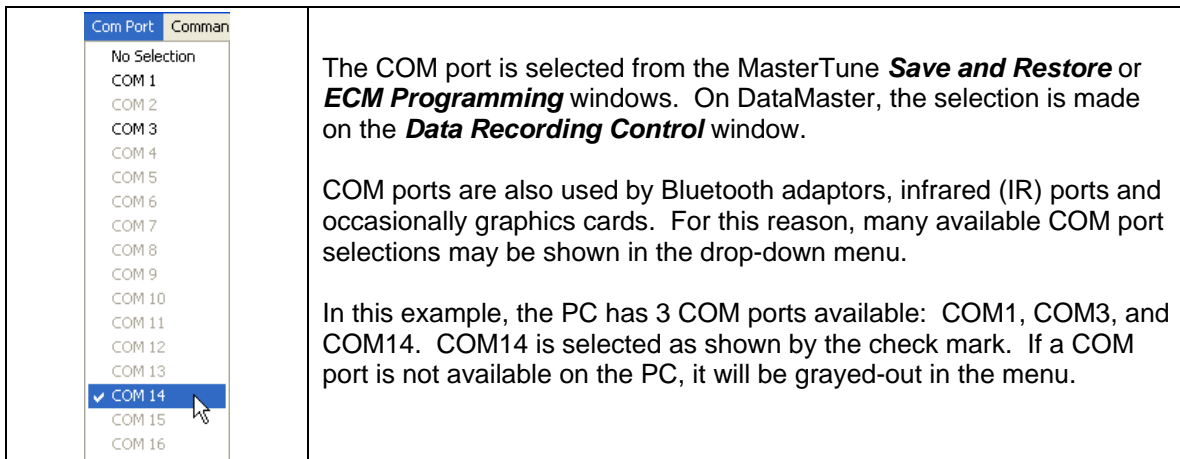 Com Port Comman
No Selection
COM 1
COM 2
COM 3
COM 4
COM 5
COM 6
COM 7
COM 8
COM 9
COM 10
COM 11
COM 12
COM 13
COM 14
COM 15
COM 16
The COM port is selected from the MasterTune Save and Restore or
ECM Programming windows. On DataMaster, the selection is made
on the Data Recording Control window.
COM ports are also used by Bluetooth adaptors, infrared (IR) ports and
occasionally graphics cards. For this reason, many available COM port
selections may be shown in the drop-down menu.
In this example, the PC has 3 COM ports available: COM1, COM3, and
COM14. COM14 is selected as shown by the check mark. If a COM
port is not available on the PC, it will be grayed-out in the menu.